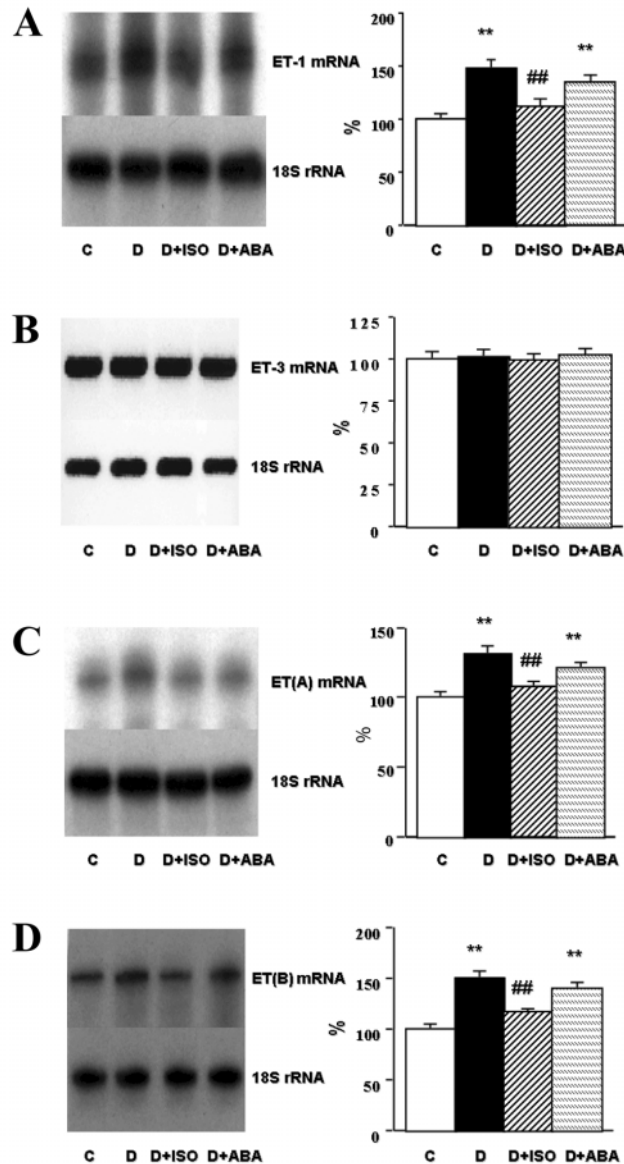 A
ET-1 mRNA
18S rRNA
C D D+ISO D+ABA
200
150
100
50
0
%
** ## **
C D D+ISO D+ABA
B
ET-3 mRNA
18S rRNA
C D D+ISO D+ABA
125
100
75
50
25
0
%
C D D+ISO D+ABA
C
ET(A) mRNA
18S rRNA
C D D+ISO D+ABA
150
100
50
0
%
** ## **
C D D+ISO D+ABA
D
ET(B) mRNA
18S rRNA
C D D+ISO D+ABA
200
150
100
50
0
%
** ## **
C D D+ISO D+ABA